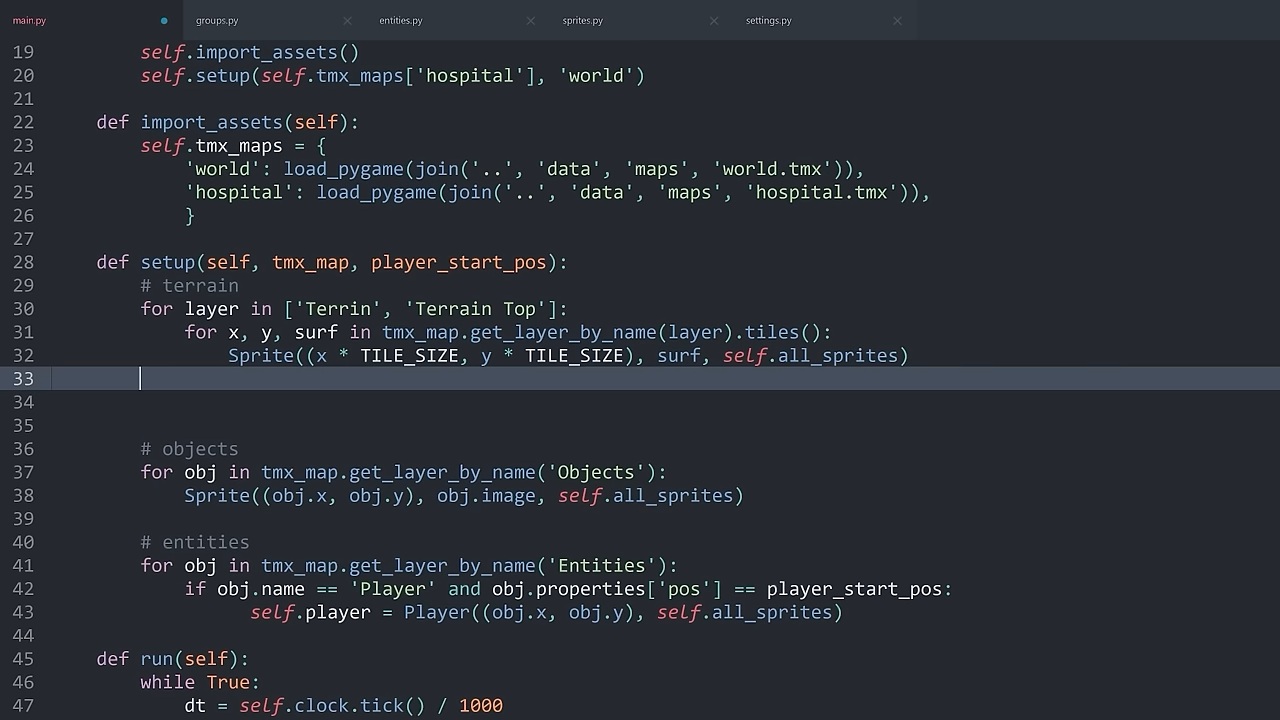 main.py groups.py entities.py sprites.py settings.py
19 self.import_assets()
20 self.setup(self.tmx_maps['hospital'], 'world')
21
22 def import_assets(self):
23 self.tmx_maps = {
24 'world': load_pygame(join('..', 'data', 'maps', 'world.tmx')),
25 'hospital': load_pygame(join('..', 'data', 'maps', 'hospital.tmx')),
26 }
27
28 def setup(self, tmx_map, player_start_pos):
29 # terrain
30 for layer in ['Terrin', 'Terrain Top']:
31 for x, y, surf in tmx_map.get_layer_by_name(layer).tiles():
32 Sprite((x * TILE_SIZE, y * TILE_SIZE), surf, self.all_sprites)
33
34
35
36 # objects
37 for obj in tmx_map.get_layer_by_name('Objects'):
38 Sprite((obj.x, obj.y), obj.image, self.all_sprites)
39
40 # entities
41 for obj in tmx_map.get_layer_by_name('Entities'):
42 if obj.name == 'Player' and obj.properties['pos'] == player_start_pos:
43 self.player = Player((obj.x, obj.y), self.all_sprites)
44
45 def run(self):
46 while True:
47 dt = self.clock.tick() / 1000